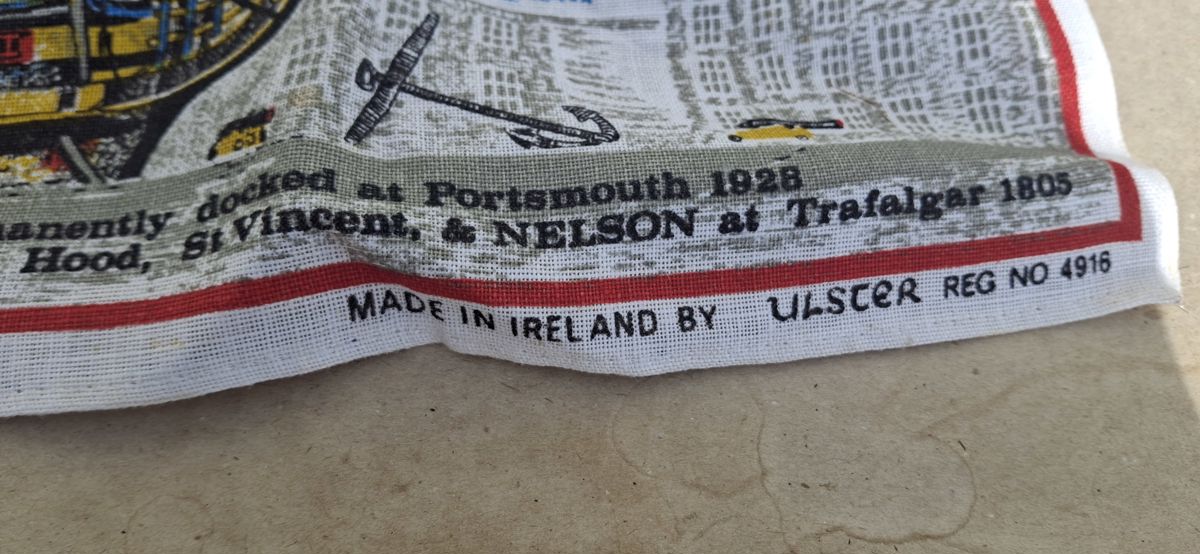 docked at Portsmouth 1928
Hood, St Vincent, & NELSON at Trafalgar 1805
MADE IN IRELAND BY ULSTER REG NO 4916